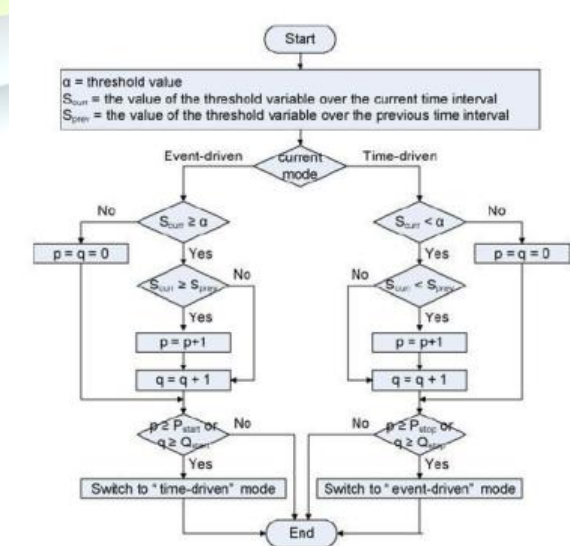 Start
α = threshold value
Scurr = the value of the threshold variable over the current time interval
Sprev = the value of the threshold variable over the previous time interval
Event-driven
current
mode
Time-driven
No
Scurr ≥ α
Yes
p = q = 0
Scurr ≥ Sprev
No
Yes
p = p+1
q = q + 1
p ≥ Pstart or
q ≥ Qstart
No
Yes
Switch to "time-driven" mode
Scurr < α
No
Yes
p = q = 0
No
Scurr < Sprev
Yes
p = p+1
q = q + 1
No
p ≥ Pstop or
q ≥ Qstop
Yes
Switch to "event-driven" mode
End